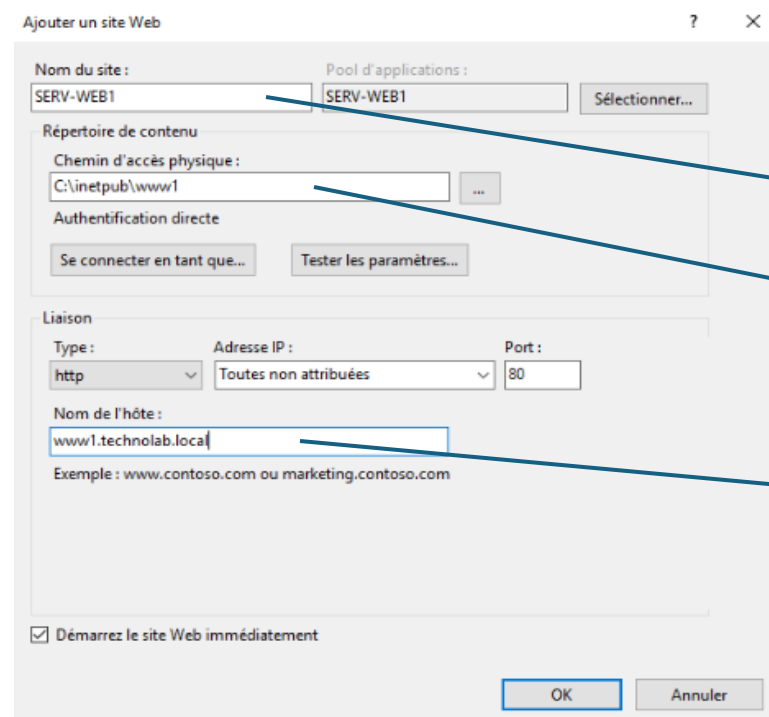 Ajouter un site Web ? ×
Nom du site : Pool d'applications :
SERV-WEB1 SERV-WEB1 Sélectionner...
Répertoire de contenu
Chemin d'accès physique :
C:\inetpub\www1 ...
Authentification directe
Se connecter en tant que... Tester les paramètres...
Liaison
Type : Adresse IP : Port :
http Toutes non attribuées 80
Nom de l'hôte :
www1.technolab.local
Exemple : www.contoso.com ou marketing.contoso.com
Démarrez le site Web immédiatement
OK Annuler